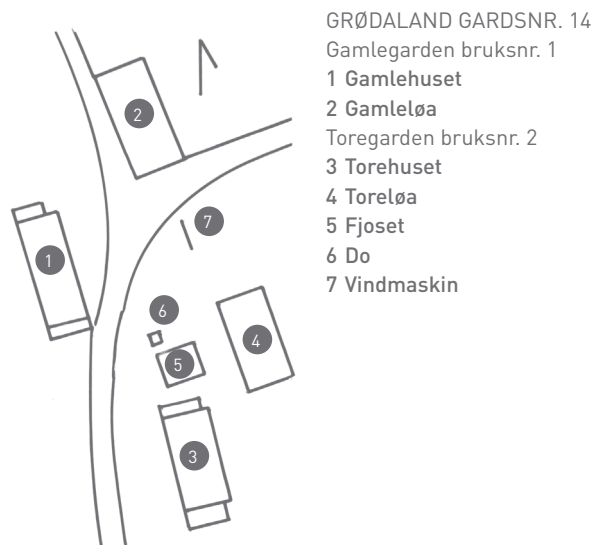 GRØDALAND GARDSNR. 14
Gamlegarden bruksnr. 1
1 Gamlehuset
2 Gamleløa
Toregarden bruksnr. 2
3 Torehuset
4 Toreløa
5 Fjoset
6 Do
7 Vindmaskin
2
7
1
6
4
5
3